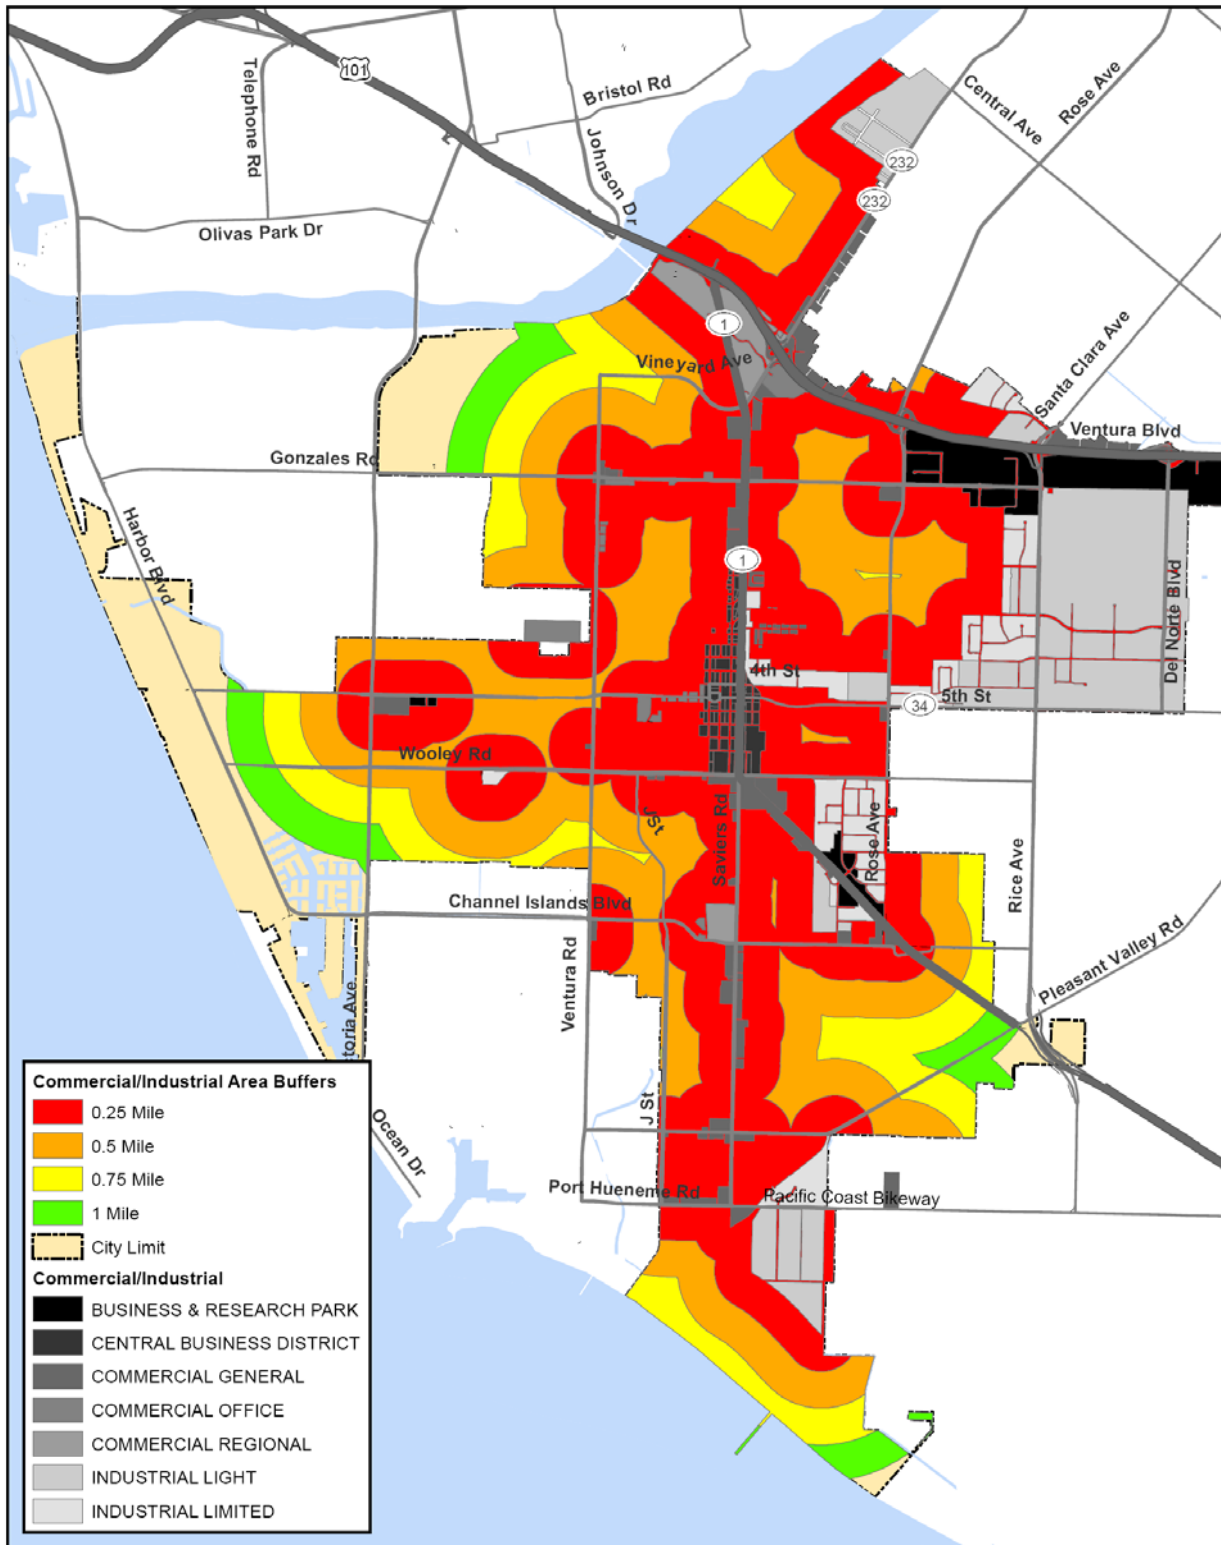 101
Telephone Rd
Bristol Rd
Johnson Dr
Central Ave
Rose Ave
232
232
Olivas Park Dr
1
Vineyard Ave
Santa Clara Ave
Ventura Blvd
Gonzales Rd
Harbor Blvd
1
Del Norte Blvd
4th St
5th St
34
Wooley Rd
J St
Saviers Rd
Rose Ave
Rice Ave
Channel Islands Blvd
Ventura Rd
Pleasant Valley Rd
toria Ave
J St
Ocean Dr
Port Hueneme Rd
Pacific Coast Bikeway
Commercial/Industrial Area Buffers
0.25 Mile
0.5 Mile
0.75 Mile
1 Mile
City Limit
Commercial/Industrial
BUSINESS & RESEARCH PARK
CENTRAL BUSINESS DISTRICT
COMMERCIAL GENERAL
COMMERCIAL OFFICE
COMMERCIAL REGIONAL
INDUSTRIAL LIGHT
INDUSTRIAL LIMITED